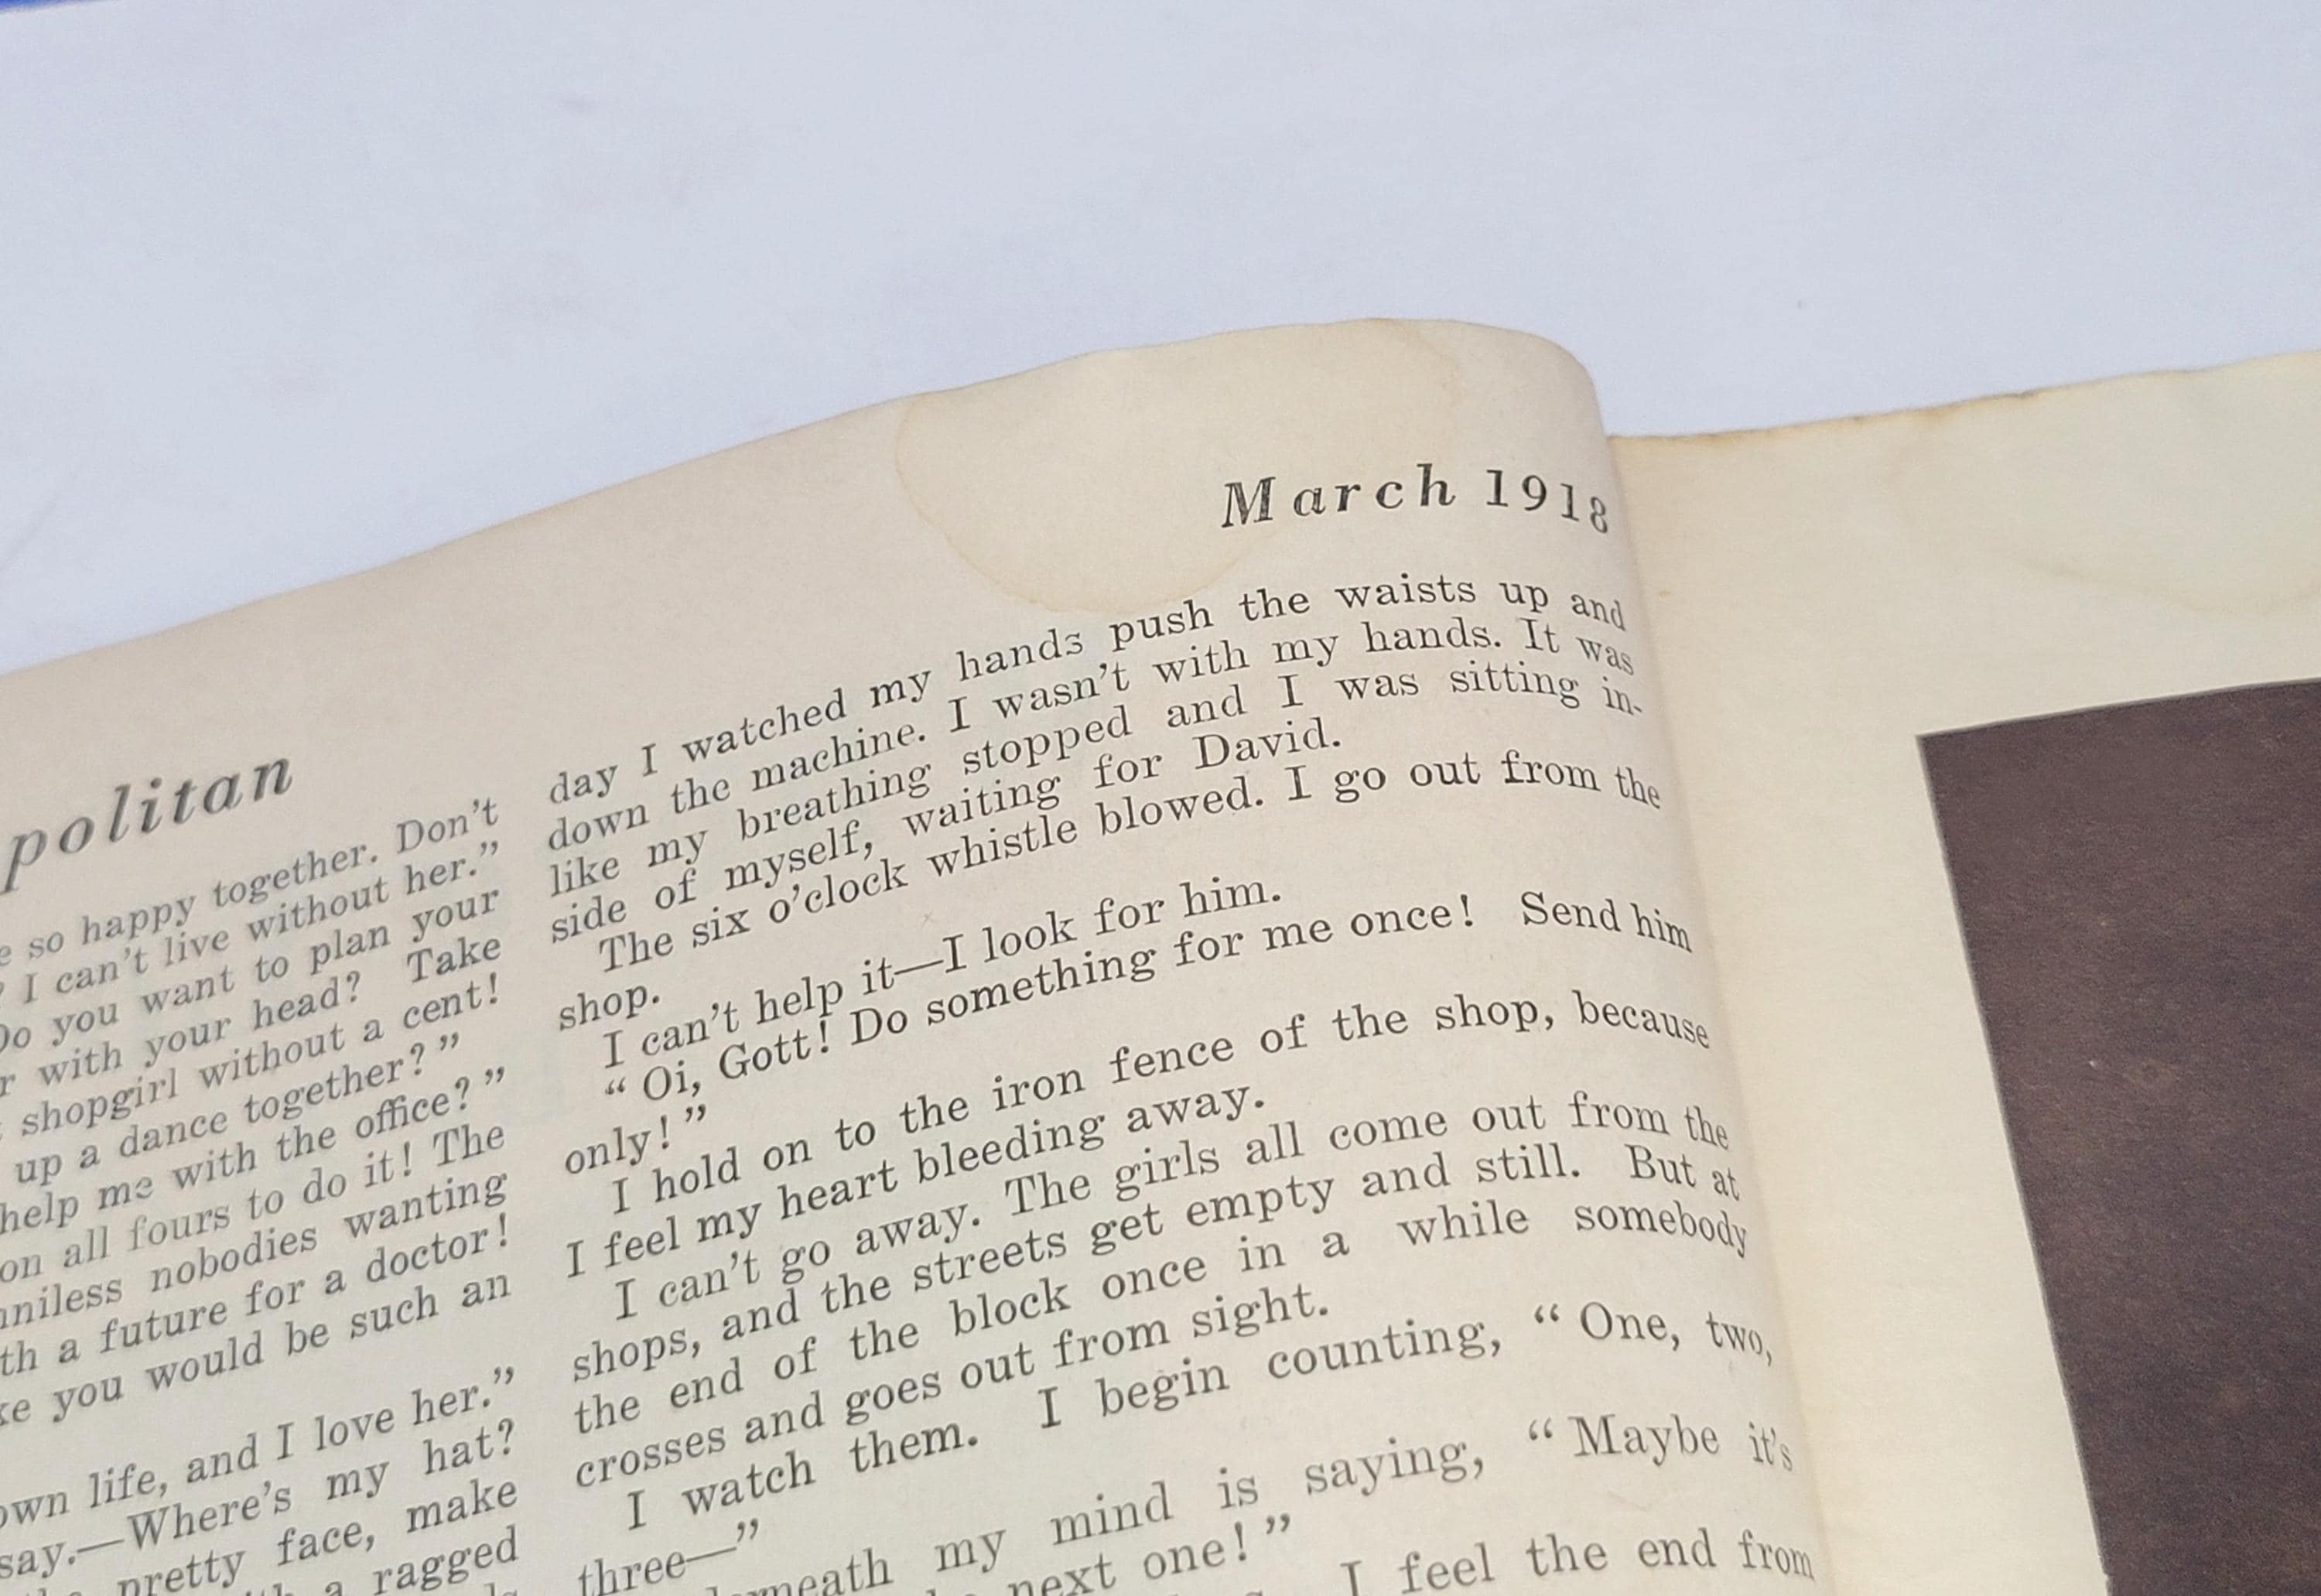 politan
so happy together. Don't
I can't live without her."
you want to plan your
with your head? Take
shopgirl without a cent!
up a dance together?"
help me with the office?"
on all fours to do it! The
nobodies wanting
a future for a doctor!
you would be such an
own life, and I love her."
say.—Where's my hat?
pretty face, make
a ragged
March 1918
day I watched my hands push the waists up and
down the machine. I wasn't with my hands. It was
like my breathing stopped and I was sitting in-
side of myself, waiting for David.
The six o'clock whistle blowed. I go out from the
shop.
I can't help it—I look for him.
"Oi, Gott! Do something for me once! Send him
only!"
I hold on to the iron fence of the shop, because
I feel my heart bleeding away.
I can't go away. The girls all come out from the
shops, and the streets get empty and still. But at
the end of the block once in a while somebody
crosses and goes out from sight.
I watch them. I begin counting, "One, two,
three—"
my mind is saying, "Maybe it's
next one!"
I feel the end from